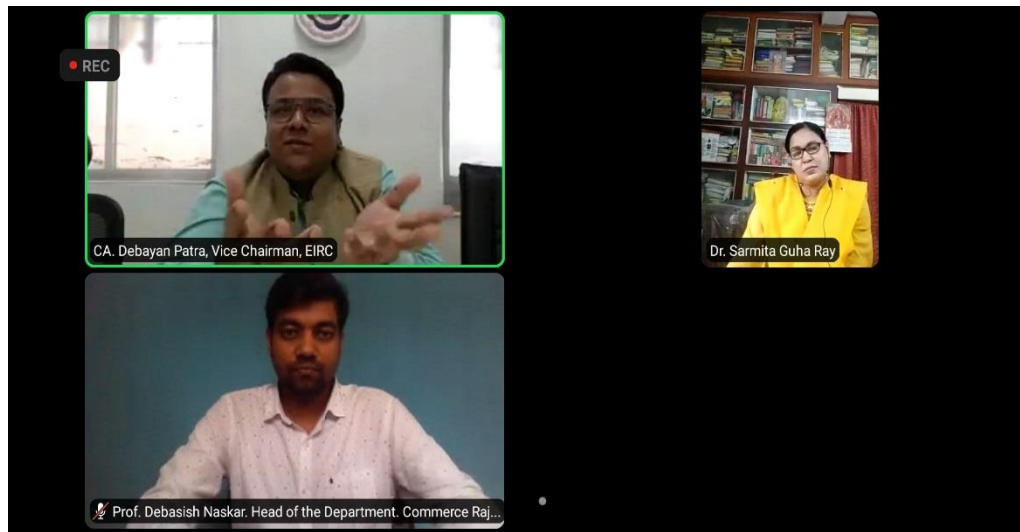 REC
CA. Debayan Patra, Vice Chairman, EIRC
Dr. Sarmita Guha Ray
Prof. Debasish Naskar. Head of the Department. Commerce Raj...